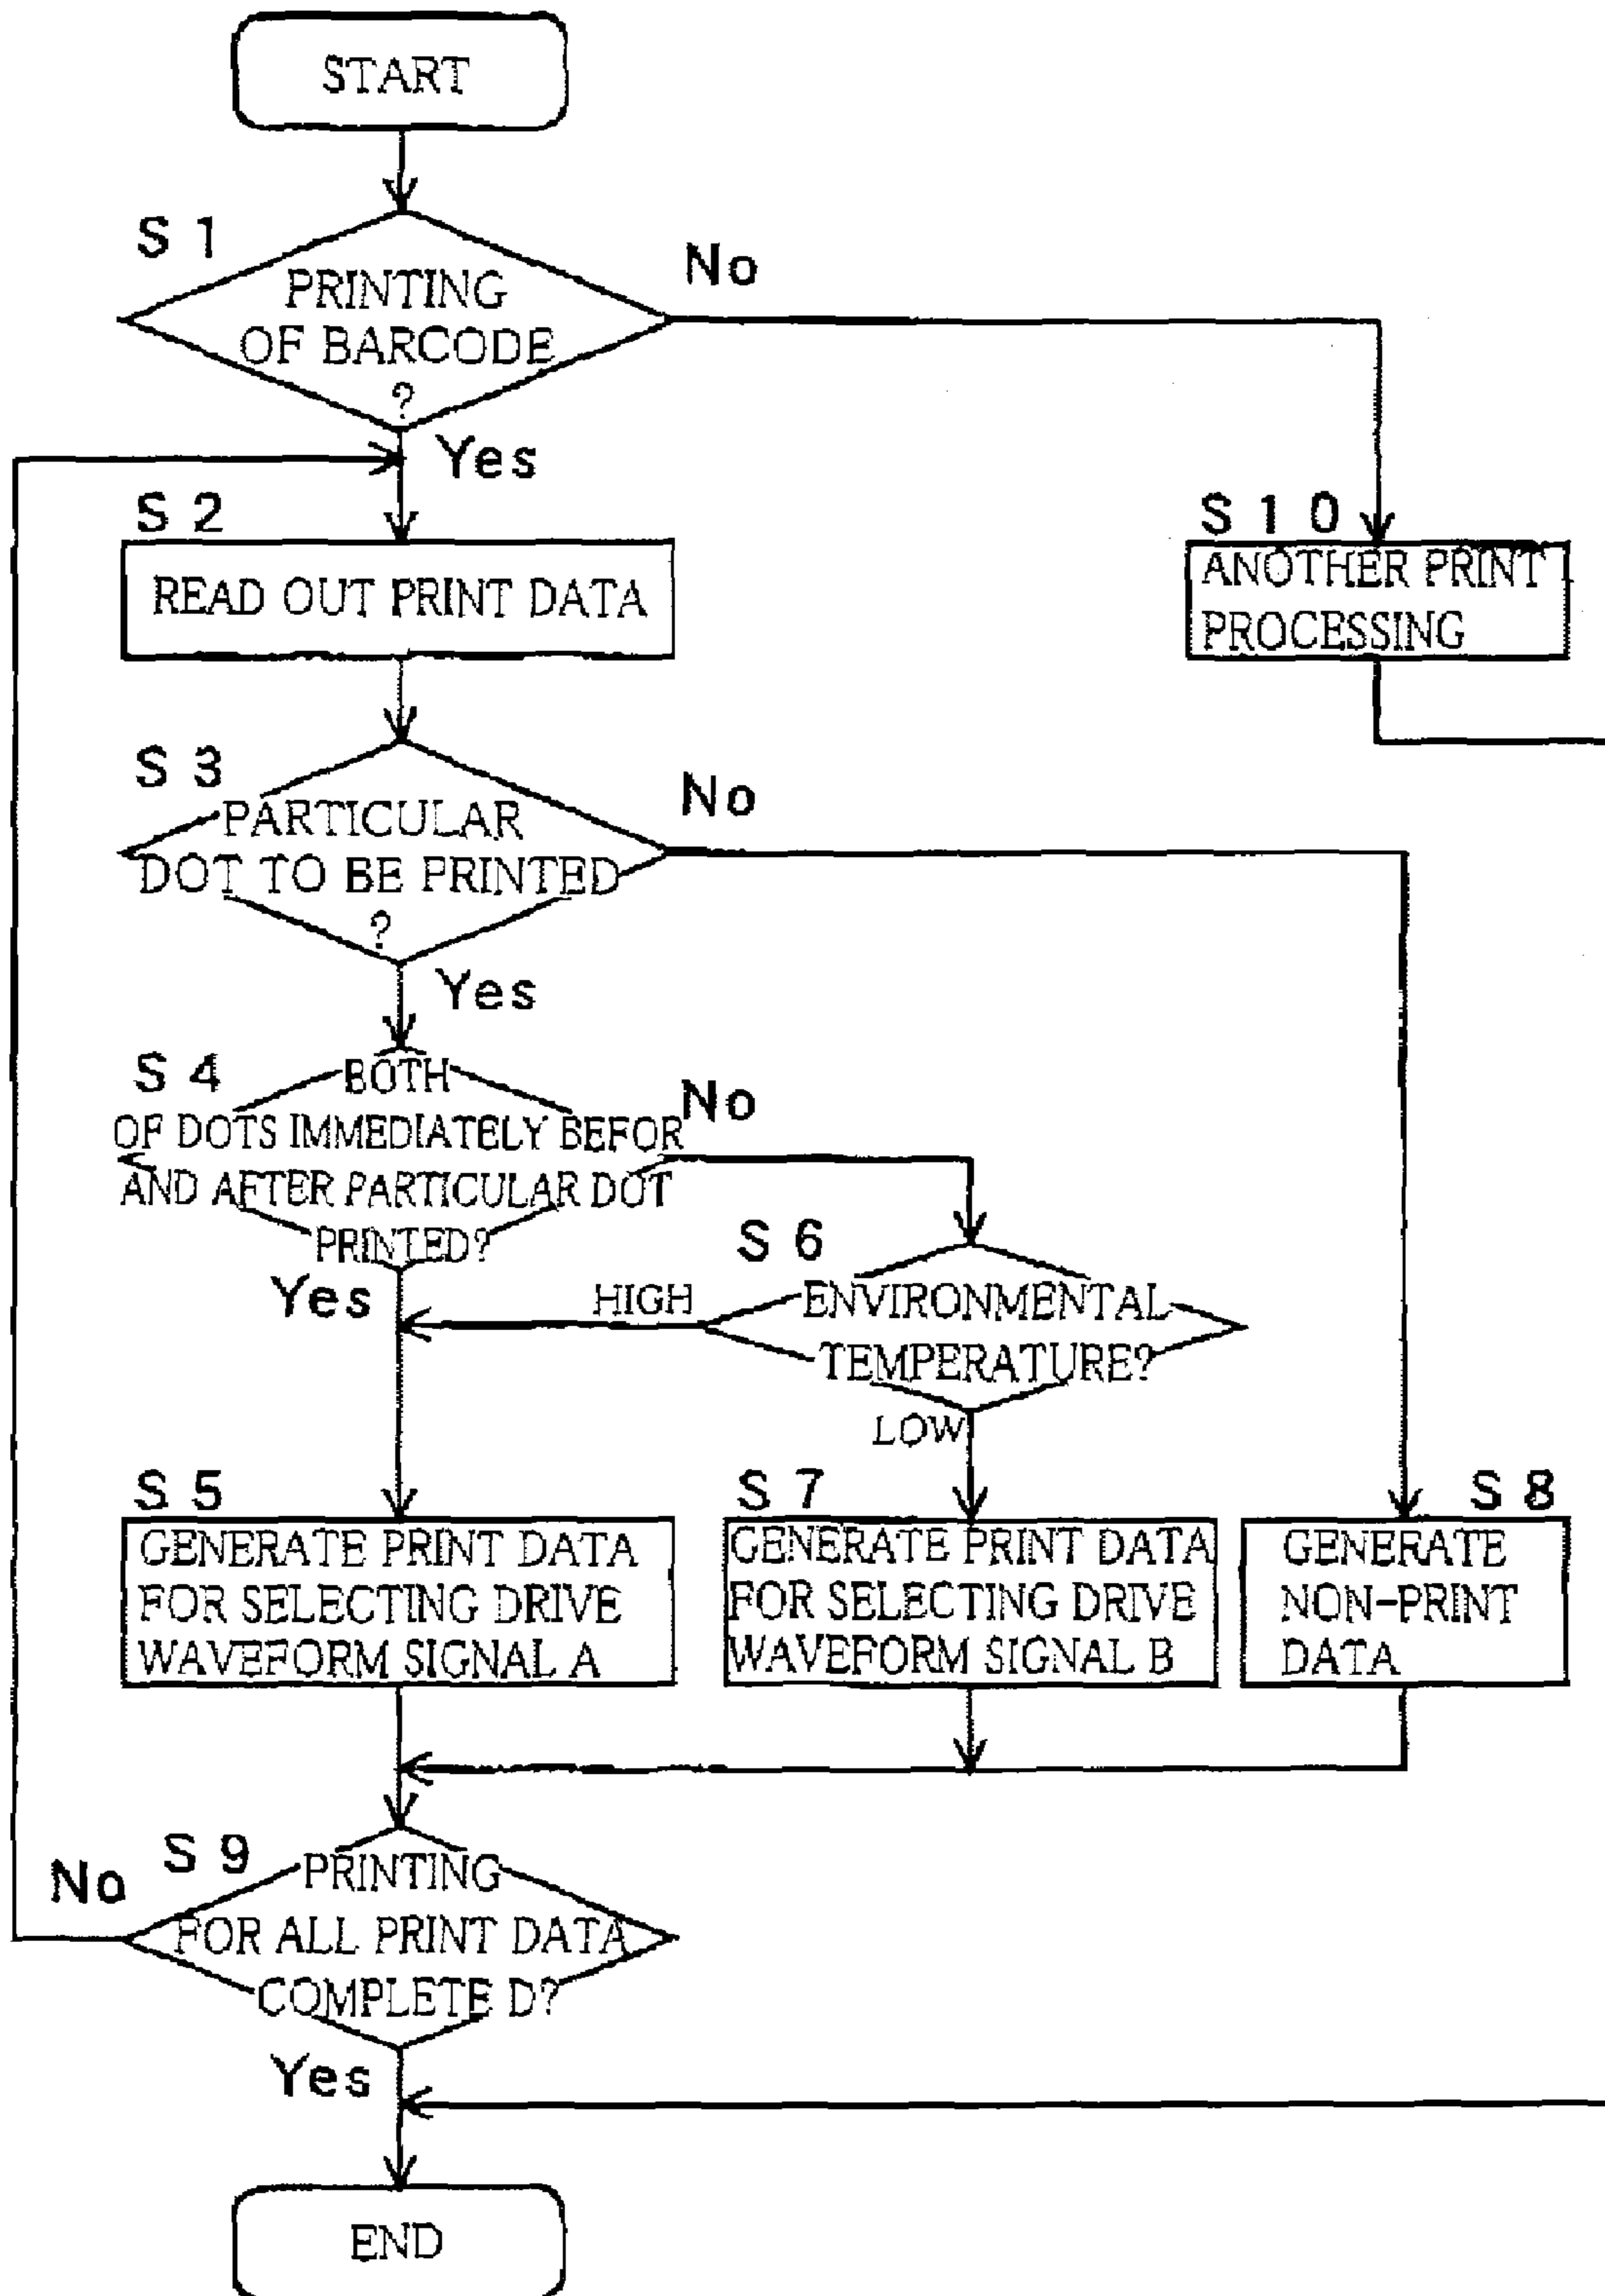 START
S 1
No
PRINTING
OF BARCODE
?
Yes
S 2
READ OUT PRINT DATA
S 1 0
ANOTHER PRINT
PROCESSING
S 3
No
PARTICULAR
DOT TO BE PRINTED
?
Yes
S 4
BOTH
No
OF DOTS IMMEDIATELY BEFOR
AND AFTER PARTICULAR DOT
PRINTED?
Yes
S 6
HIGH
ENVIRONMENTAL
TEMPERATURE?
LOW
S 5
GENERATE PRINT DATA
FOR SELECTING DRIVE
WAVEFORM SIGNAL A
S 7
GENERATE PRINT DATA
FOR SELECTING DRIVE
WAVEFORM SIGNAL B
S 8
GENERATE
NON-PRINT
DATA
S 9
No
PRINTING
FOR ALL PRINT DATA
COMPLETE D?
Yes
END